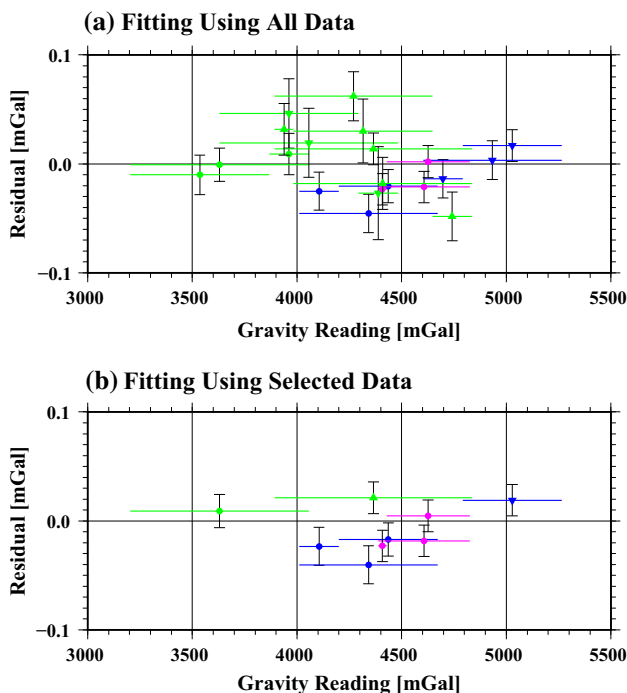 (a) Fitting Using All Data
0.1
0.0
−0.1
Residual [mGal]
3000 3500 4000 4500 5000 5500
Gravity Reading [mGal]
(b) Fitting Using Selected Data
0.1
0.0
−0.1
Residual [mGal]
3000 3500 4000 4500 5000 5500
Gravity Reading [mGal]